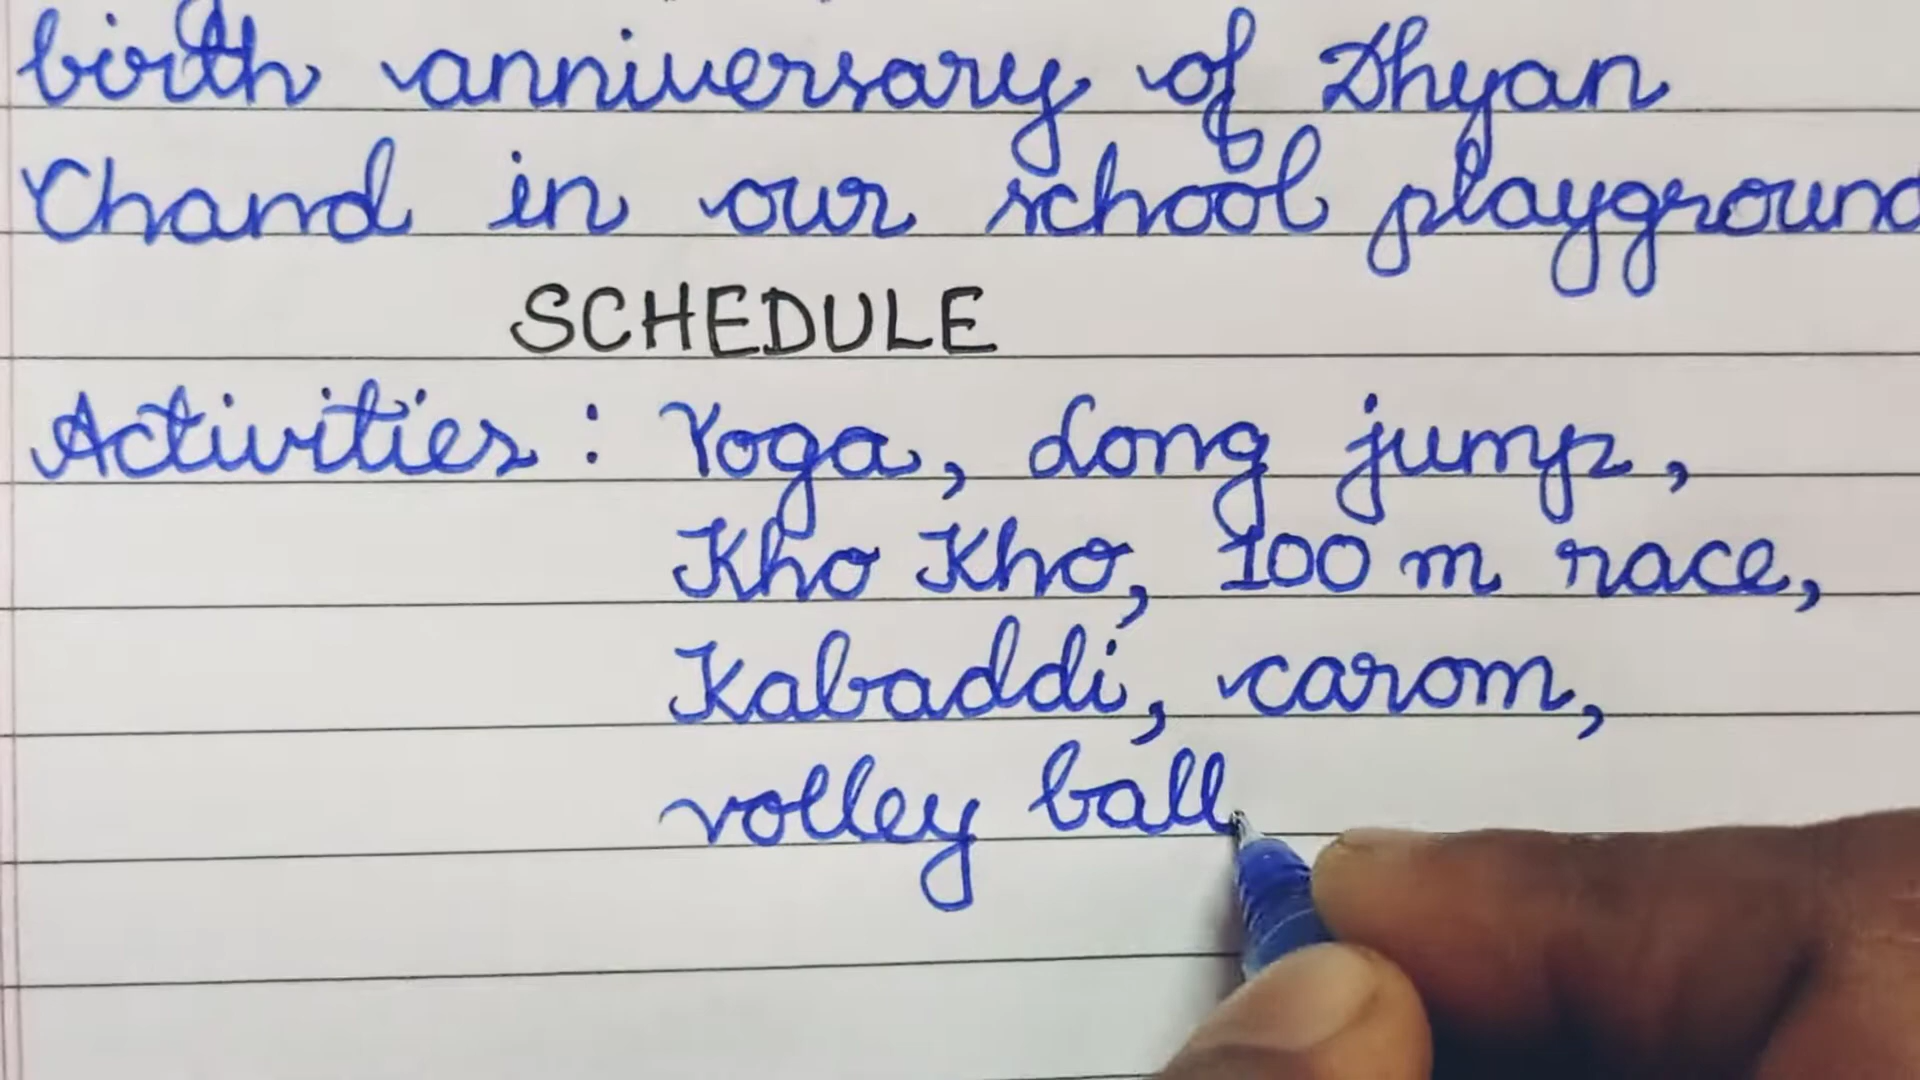 birth anniversary of Dhyan
Chand in our school playground
SCHEDULE
Activities : Yoga, Long jump,
Kho Kho, 100 m race,
Kabaddi, carom,
volley ball